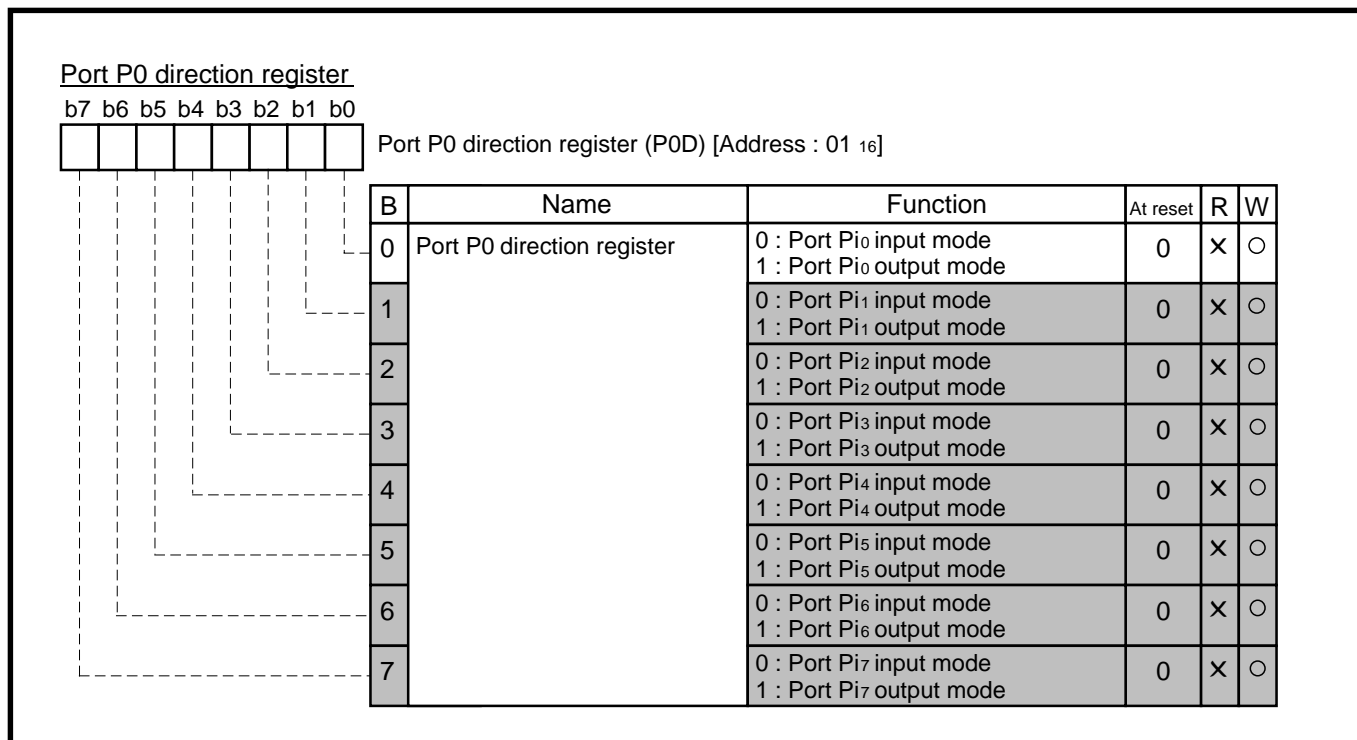 Port P0 direction register
b7 b6 b5 b4 b3 b2 b1 b0
Port P0 direction register (P0D) [Address : 01 16]
B Name Function At reset R W
0 Port P0 direction register 0 : Port Pi0 input mode 0 × ○
1 : Port Pi0 output mode
1 0 : Port Pi1 input mode 0 × ○
1 : Port Pi1 output mode
2 0 : Port Pi2 input mode 0 × ○
1 : Port Pi2 output mode
3 0 : Port Pi3 input mode 0 × ○
1 : Port Pi3 output mode
4 0 : Port Pi4 input mode 0 × ○
1 : Port Pi4 output mode
5 0 : Port Pi5 input mode 0 × ○
1 : Port Pi5 output mode
6 0 : Port Pi6 input mode 0 × ○
1 : Port Pi6 output mode
7 0 : Port Pi7 input mode 0 × ○
1 : Port Pi7 output mode